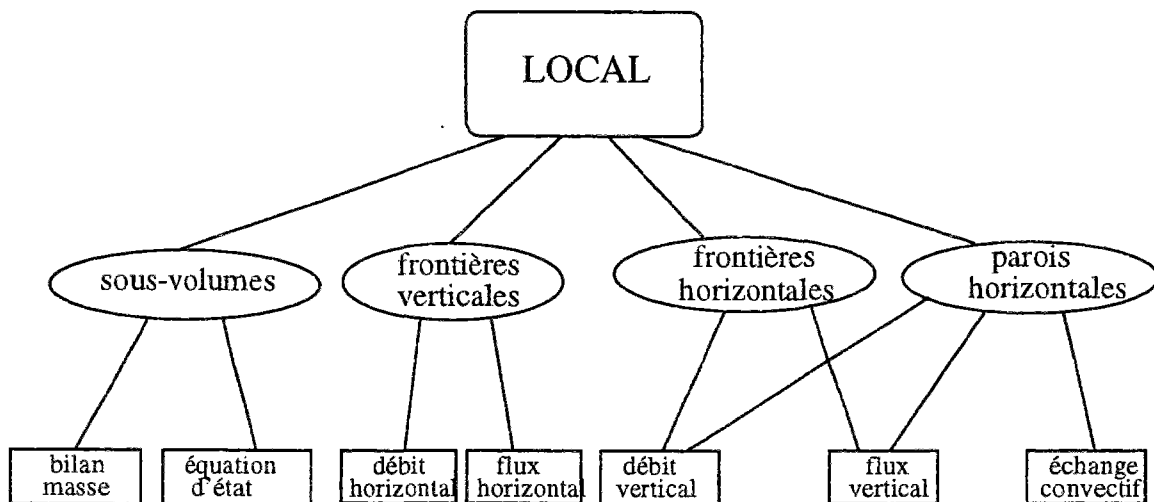 LOCAL
sous-volumes
frontières
verticales
frontières
horizontales
parois
horizontales
bilan
masse
équation
d'état
débit
horizontal
flux
horizontal
débit
vertical
flux
vertical
échange
convectif